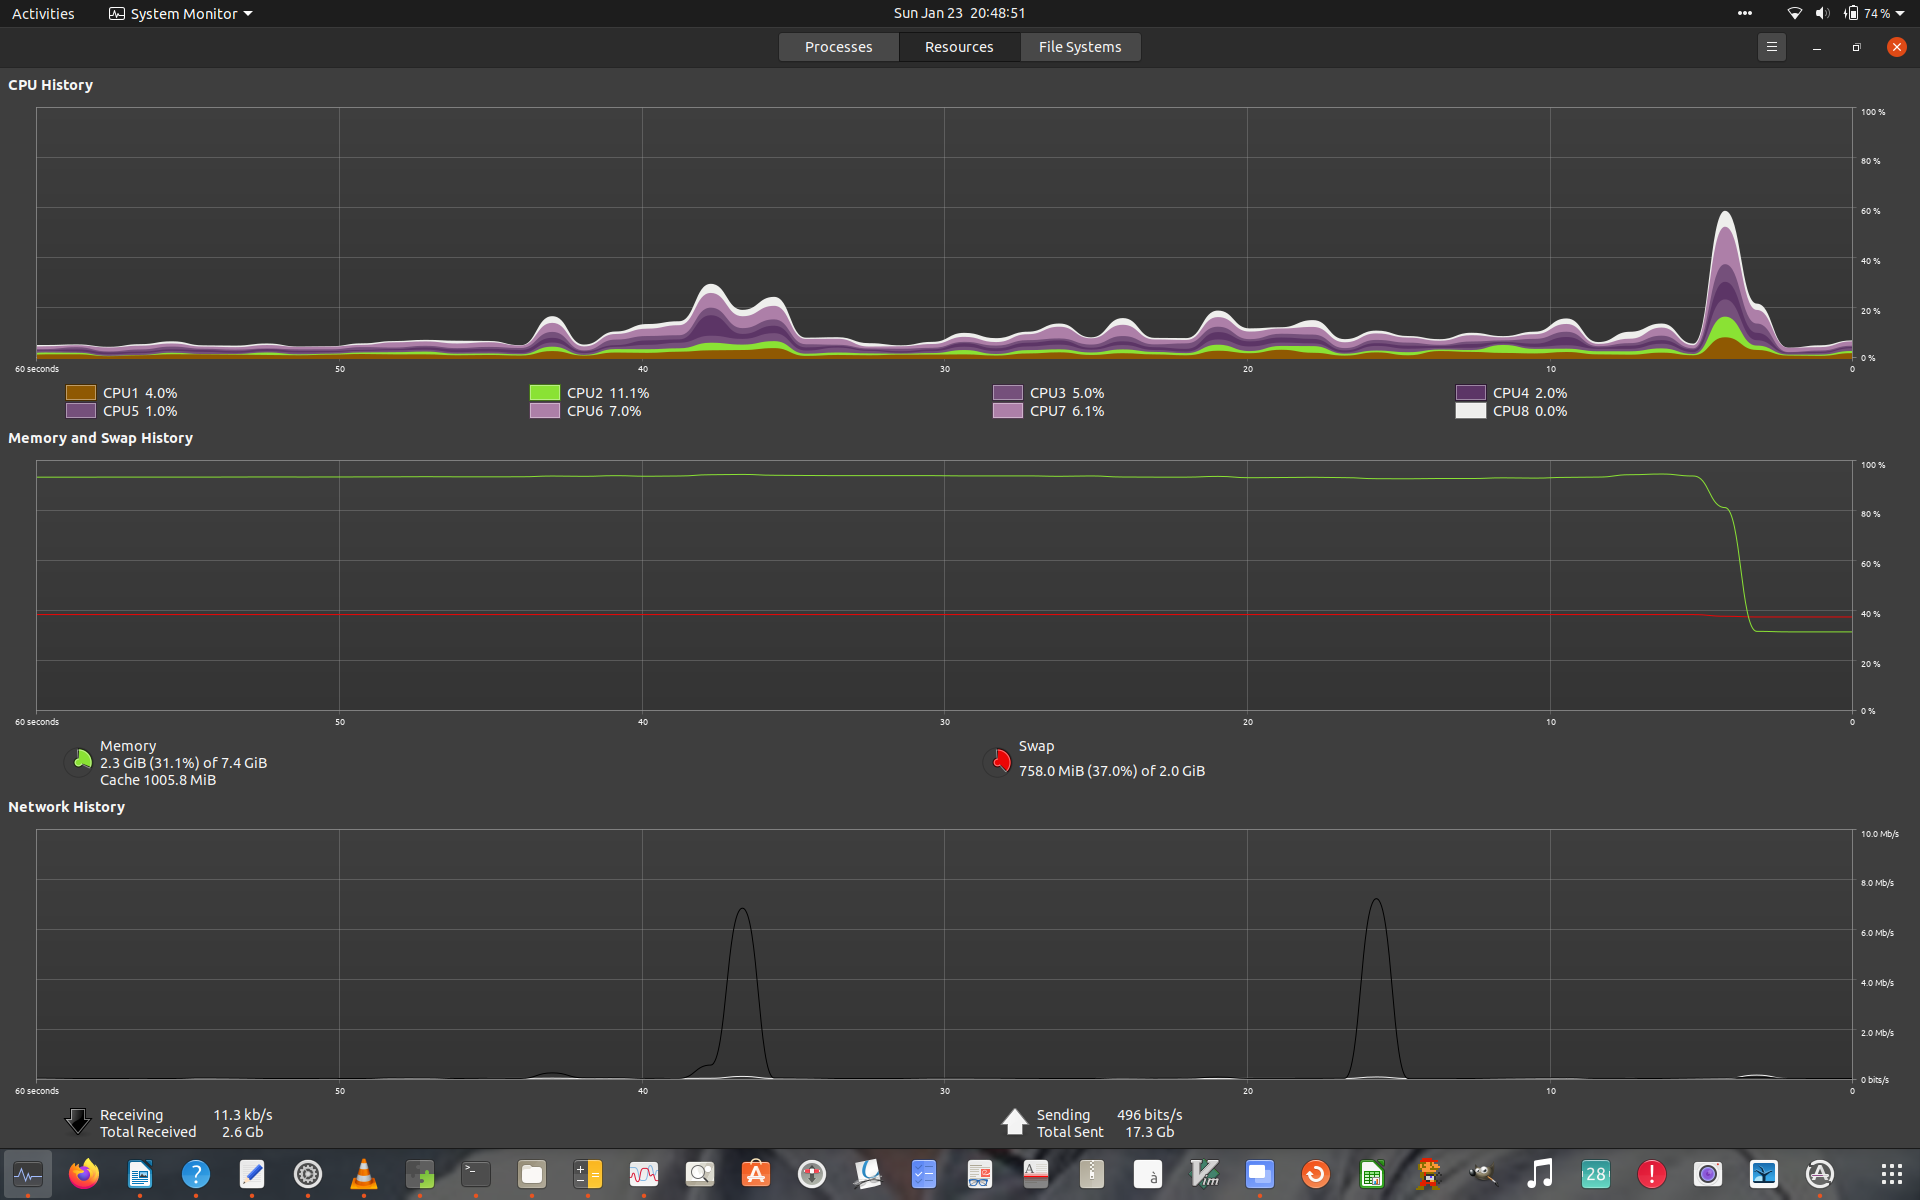 Activities System Monitor Sun Jan 23 20:48:51 74 %
Processes Resources File Systems
CPU History
100 %
80 %
60 %
40 %
20 %
0 %
60 seconds 50 40 30 20 10 0
CPU1 4.0% CPU2 11.1% CPU3 5.0% CPU4 2.0%
CPU5 1.0% CPU6 7.0% CPU7 6.1% CPU8 0.0%
Memory and Swap History
100 %
80 %
60 %
40 %
20 %
0 %
60 seconds 50 40 30 20 10 0
Memory
2.3 GiB (31.1%) of 7.4 GiB
Cache 1005.8 MiB
Swap
758.0 MiB (37.0%) of 2.0 GiB
Network History
10.0 Mb/s
8.0 Mb/s
6.0 Mb/s
4.0 Mb/s
2.0 Mb/s
0 bits/s
60 seconds 50 40 30 20 10 0
Receiving 11.3 kb/s
Total Received 2.6 Gb
Sending 496 bits/s
Total Sent 17.3 Gb
? >_ A A à Vim 28 !